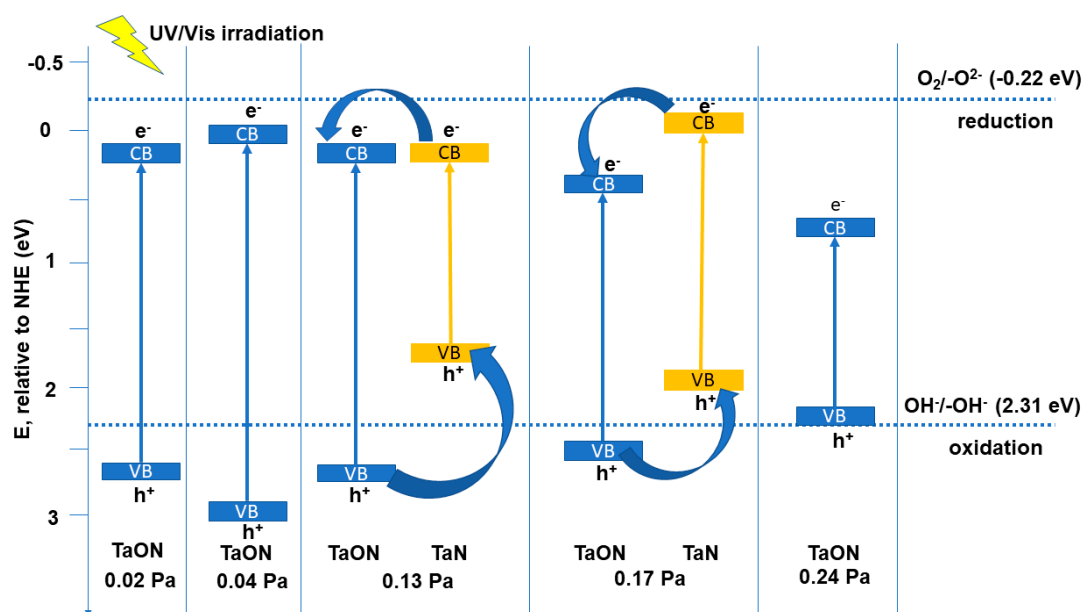 UV/Vis irradiation
E, relative to NHE (eV)
-0.5
0
1
2
3
O₂/-O²⁻ (-0.22 eV)
reduction
OH⁻/-OH⁻ (2.31 eV)
oxidation
e⁻
CB
VB
h⁺
TaON
0.02 Pa
e⁻
CB
VB
h⁺
TaON
0.04 Pa
e⁻ e⁻
CB CB
VB
h⁺
VB
h⁺
TaON TaN
0.13 Pa
e⁻
CB
e⁻
CB
VB
h⁺
VB
h⁺
TaON TaN
0.17 Pa
e⁻
CB
VB
h⁺
TaON
0.24 Pa